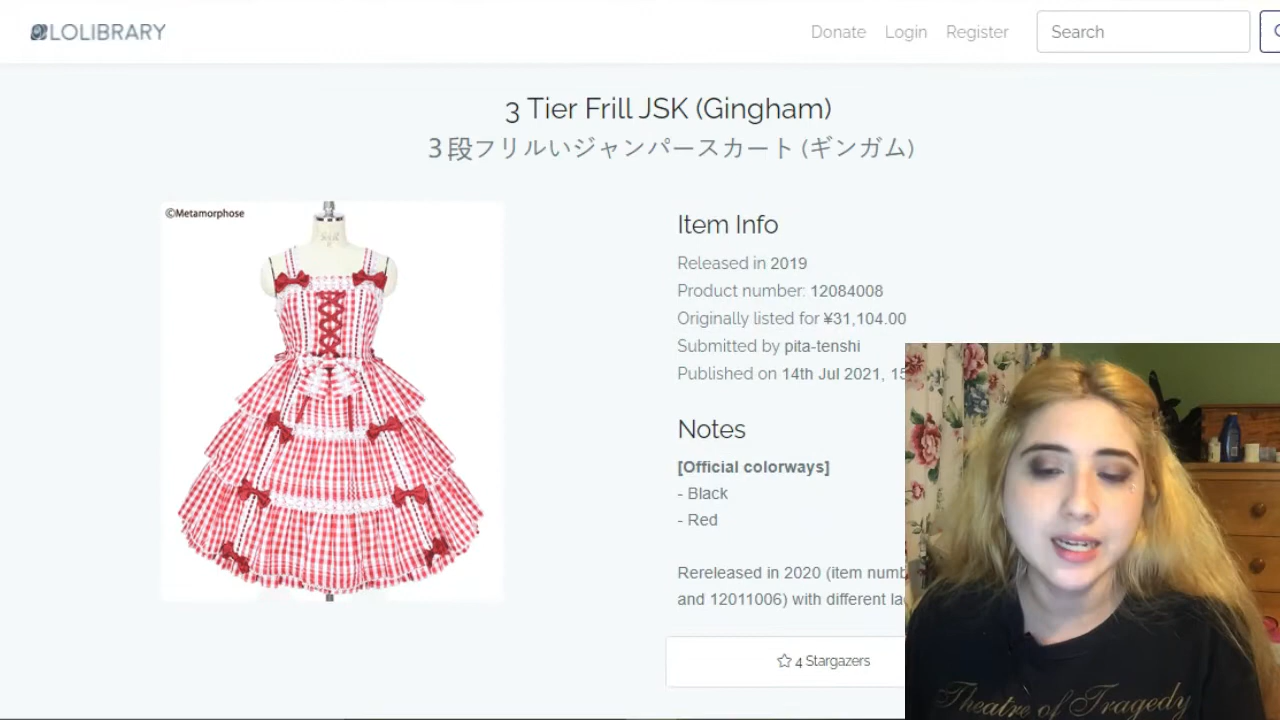 LOLIBRARY
Donate
Login
Register
Search
3 Tier Frill JSK (Gingham)
３段フリルいジャンパースカート (ギンガム)
©Metamorphose
Item Info
Released in 2019
Product number: 12084008
Originally listed for ¥31,104.00
Submitted by pita-tenshi
Published on 14th Jul 2021,
Notes
[Official colorways]
- Black
- Red
Rereleased in 2020 (item
and 12011006) with different
4 Stargazers
Theatre of Tragedy